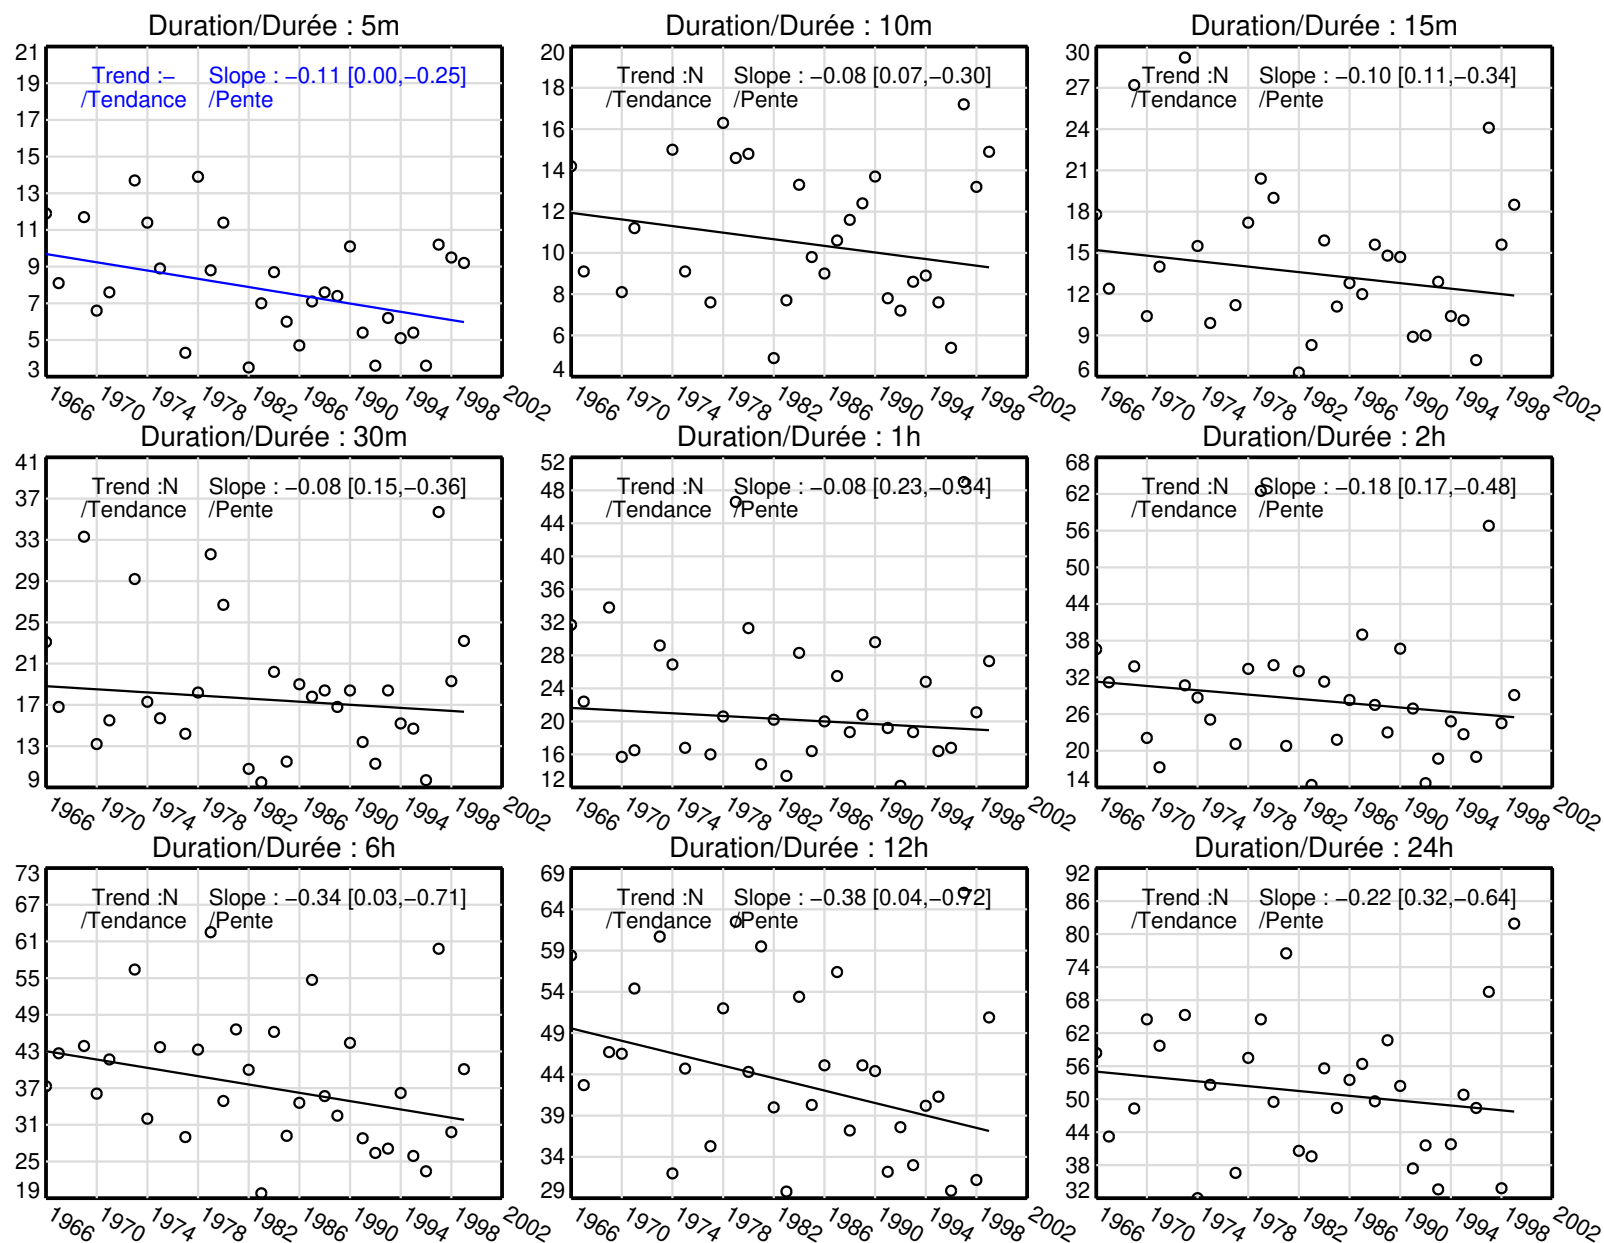 Duration/Durée : 5m
Trend :− Slope : −0.11 [0.00,−0.25]
/Tendance /Pente
21
19
17
15
13
11
9
7
5
3
1966 1970 1974 1978 1982 1986 1990 1994 1998 2002
Duration/Durée : 10m
Trend :N Slope : −0.08 [0.07,−0.30]
/Tendance /Pente
20
18
16
14
12
10
8
6
4
1966 1970 1974 1978 1982 1986 1990 1994 1998 2002
Duration/Durée : 15m
Trend :N Slope : −0.10 [0.11,−0.34]
/Tendance /Pente
30
27
24
21
18
15
12
9
6
1966 1970 1974 1978 1982 1986 1990 1994 1998 2002
Duration/Durée : 30m
Trend :N Slope : −0.08 [0.15,−0.36]
/Tendance /Pente
41
37
33
29
25
21
17
13
9
1966 1970 1974 1978 1982 1986 1990 1994 1998 2002
Duration/Durée : 1h
Trend :N Slope : −0.08 [0.23,−0.34]
/Tendance /Pente
52
48
44
40
36
32
28
24
20
16
12
1966 1970 1974 1978 1982 1986 1990 1994 1998 2002
Duration/Durée : 2h
Trend :N Slope : −0.18 [0.17,−0.48]
/Tendance /Pente
68
62
56
50
44
38
32
26
20
14
1966 1970 1974 1978 1982 1986 1990 1994 1998 2002
Duration/Durée : 6h
Trend :N Slope : −0.34 [0.03,−0.71]
/Tendance /Pente
73
67
61
55
49
43
37
31
25
19
1966 1970 1974 1978 1982 1986 1990 1994 1998 2002
Duration/Durée : 12h
Trend :N Slope : −0.38 [0.04,−0.72]
/Tendance /Pente
69
64
59
54
49
44
39
34
29
1966 1970 1974 1978 1982 1986 1990 1994 1998 2002
Duration/Durée : 24h
Trend :N Slope : −0.22 [0.32,−0.64]
/Tendance /Pente
92
86
80
74
68
62
56
50
44
38
32
1966 1970 1974 1978 1982 1986 1990 1994 1998 2002